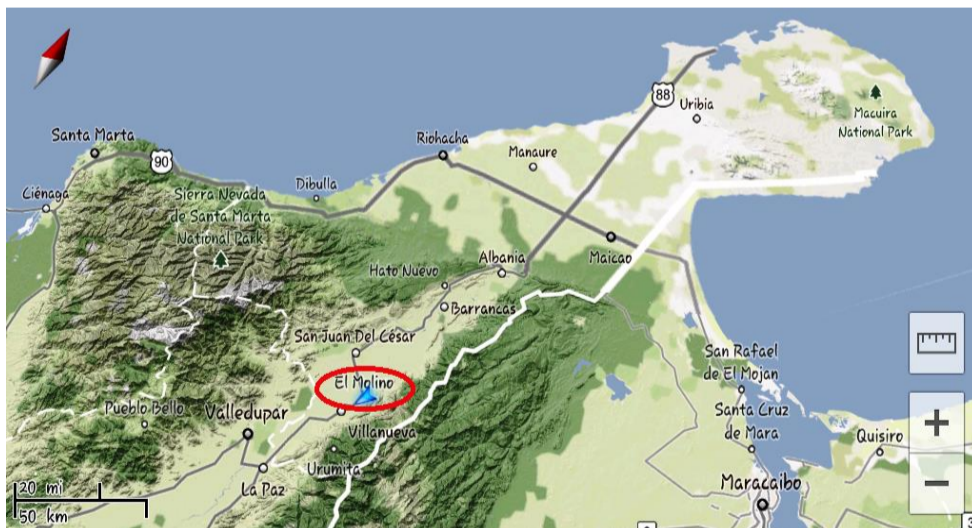 88
Uribia
Macuira
National Park
Santa Marta
Riohacha
90
Manaure
Ciénaga
Sierra Nevada
de Santa Marta
National Park
Dibulla
Albania
Maicao
Hato Nuevo
Barrancas
San Juan Del César
San Rafael
de El Mojan
El Molino
Pueblo Bello
Valledupar
Villanueva
Santa Cruz
de Mara
Quisiro
Urumita
La Paz
Maracaibo
20 mi
50 km